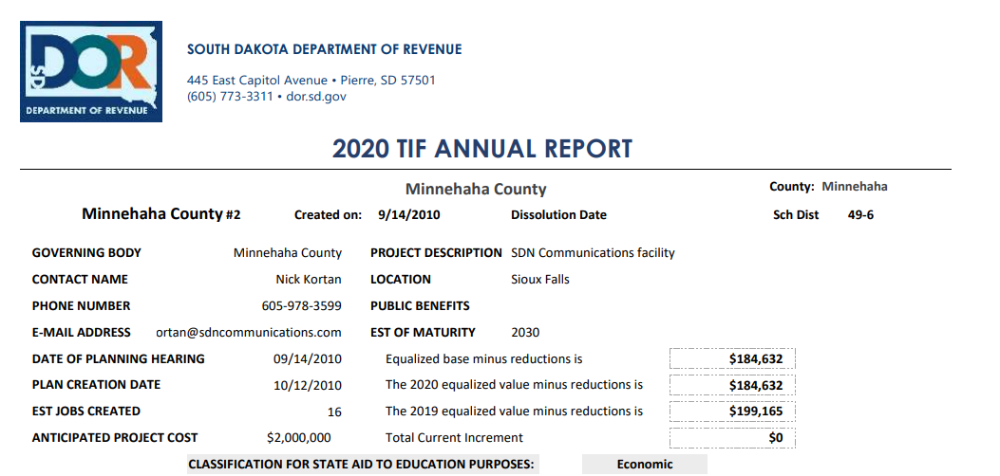 SD DOR
DEPARTMENT OF REVENUE
SOUTH DAKOTA DEPARTMENT OF REVENUE
445 East Capitol Avenue • Pierre, SD 57501
(605) 773-3311 • dor.sd.gov
2020 TIF ANNUAL REPORT
Minnehaha County County: Minnehaha
Minnehaha County #2 Created on: 9/14/2010 Dissolution Date Sch Dist 49-6
GOVERNING BODY Minnehaha County PROJECT DESCRIPTION SDN Communications facility
CONTACT NAME Nick Kortan LOCATION Sioux Falls
PHONE NUMBER 605-978-3599 PUBLIC BENEFITS
E-MAIL ADDRESS ortan@sdncommunications.com EST OF MATURITY 2030
DATE OF PLANNING HEARING 09/14/2010 Equalized base minus reductions is $184,632
PLAN CREATION DATE 10/12/2010 The 2020 equalized value minus reductions is $184,632
EST JOBS CREATED 16 The 2019 equalized value minus reductions is $199,165
ANTICIPATED PROJECT COST $2,000,000 Total Current Increment $0
CLASSIFICATION FOR STATE AID TO EDUCATION PURPOSES: Economic